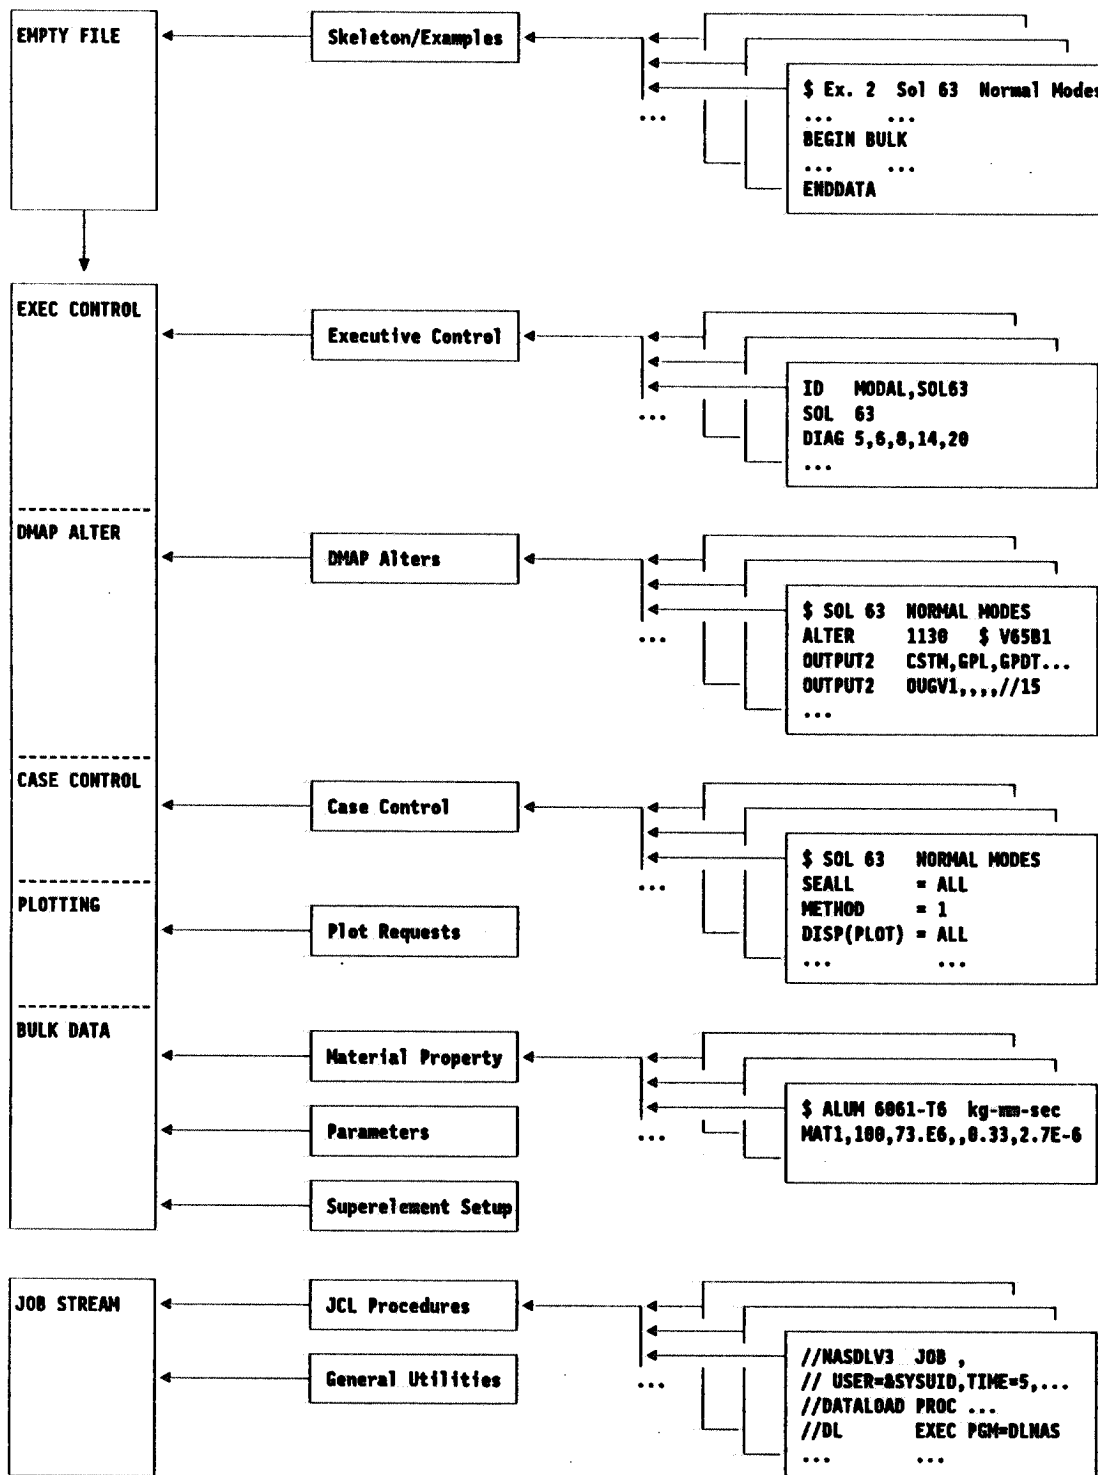 EMPTY FILE
Skeleton/Examples
...
$ Ex. 2 Sol 63 Normal Modes
... ...
BEGIN BULK
... ...
ENDDATA
EXEC CONTROL
Executive Control
...
ID MODAL,SOL63
SOL 63
DIAG 5,6,8,14,20
...
DMAP ALTER
DMAP Alters
...
$ SOL 63 NORMAL MODES
ALTER 1130 $ V65B1
OUTPUT2 CSTM,GPL,GPDT...
OUTPUT2 OUGV1,,,,//15
...
CASE CONTROL
Case Control
...
$ SOL 63 NORMAL MODES
SEALL = ALL
METHOD = 1
DISP(PLOT) = ALL
... ...
PLOTTING
Plot Requests
BULK DATA
Material Property
...
$ ALUM 6061-T6 kg-mm-sec
MAT1,100,73.E6,,0.33,2.7E-6
Parameters
Superelement Setup
JOB STREAM
JCL Procedures
...
//NASDLV3 JOB ,
// USER=&SYSUID,TIME=5,...
//DATALOAD PROC ...
//DL EXEC PGM=DLNAS
... ...
General Utilities